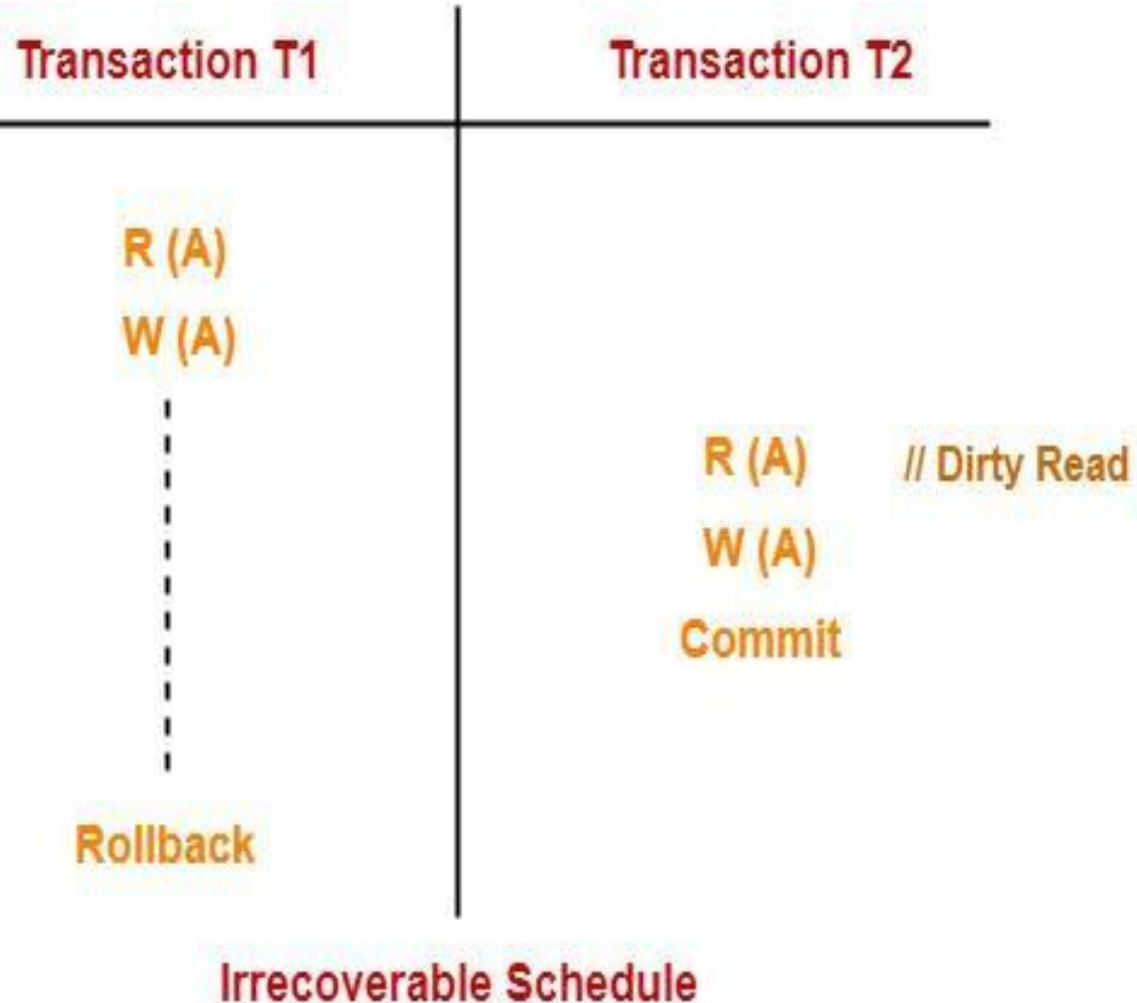 Transaction T1 Transaction T2
R (A)
W (A)
R (A) // Dirty Read
W (A)
Commit
Rollback
Irrecoverable Schedule